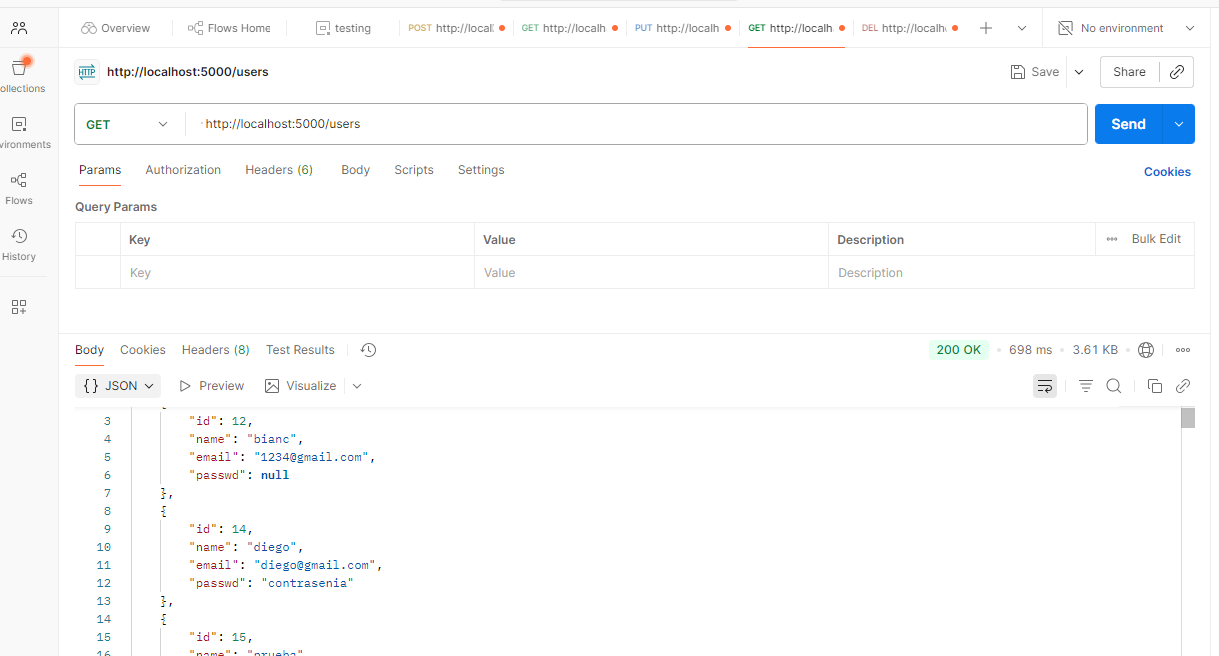 Overview Flows Home testing POST http://locall GET http://localh PUT http://localh GET http://localh DEL http://localh No environment
HTTP http://localhost:5000/users Save Share
ollections
GET http://localhost:5000/users Send
vironments
Params Authorization Headers (6) Body Scripts Settings Cookies
Flows
Query Params
Key Value Description Bulk Edit
History
Key Value Description
Body Cookies Headers (8) Test Results 200 OK 698 ms 3.61 KB
{} JSON Preview Visualize
3 "id": 12,
4 "name": "bianc",
5 "email": "1234@gmail.com",
6 "passwd": null
7 },
8 {
9 "id": 14,
10 "name": "diego",
11 "email": "diego@gmail.com",
12 "passwd": "contrasenia"
13 },
14 {
15 "id": 15,
16 "name": "prueba"